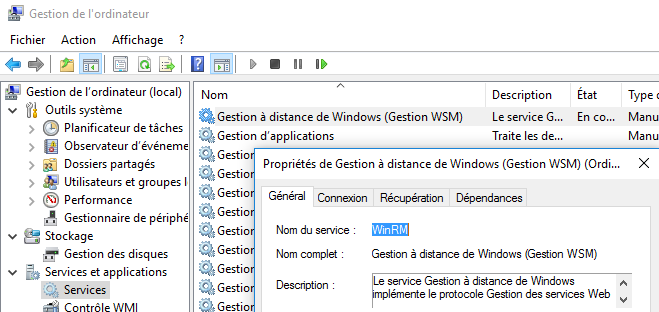 Gestion de l'ordinateur
Fichier Action Affichage ?
Gestion de l'ordinateur (local)
Outils système
Planificateur de tâches
Observateur d'événeme
Dossiers partagés
Utilisateurs et groupes l
Performance
Gestionnaire de périphé
Stockage
Gestion des disques
Services et applications
Services
Contrôle WMI
Nom Description État Type c
Gestion à distance de Windows (Gestion WSM) Le service G... En co... Manu
Gestion d'applications Traite les de... Manu
Gestion
Gestion
Gestion
Gestion
Gestion
Gestion
Gestion
Gestion
Gestion
Propriétés de Gestion à distance de Windows (Gestion WSM) (Ordi...
Général Connexion Récupération Dépendances
Nom du service : WinRM
Nom complet : Gestion à distance de Windows (Gestion WSM)
Description : Le service Gestion à distance de Windows
implémente le protocole Gestion des services Web